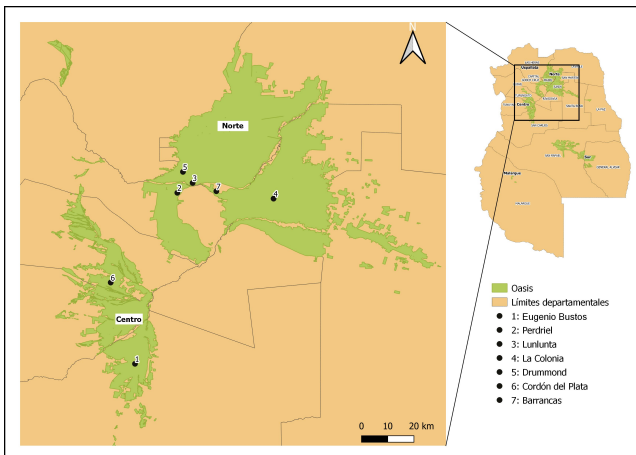 N
Norte
5
3
2
7
4
6
Centro
1
0 10 20 km
Uspallata
Norte
Centro
Sur
Malargüe
Oasis
Límites departamentales
1: Eugenio Bustos
2: Perdriel
3: Lunlunta
4: La Colonia
5: Drummond
6: Cordón del Plata
7: Barrancas